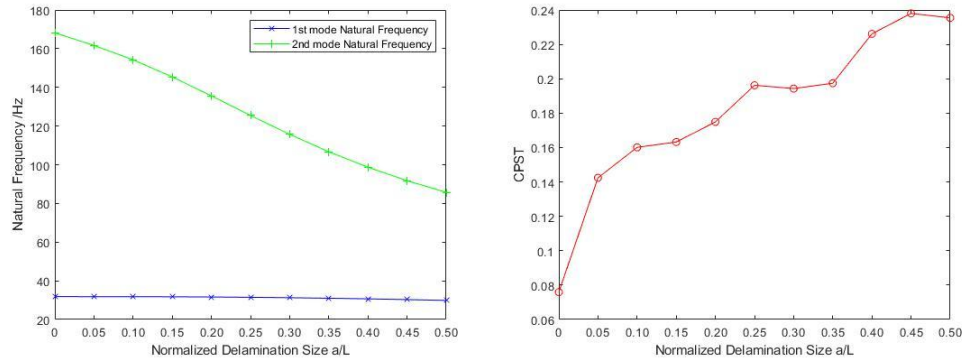 180
160
140
120
100
80
60
40
20
Natural Frequency /Hz
1st mode Natural Frequency
2nd mode Natural Frequency
0 0.05 0.10 0.15 0.20 0.25 0.30 0.35 0.40 0.45 0.50
Normalized Delamination Size a/L
0.24
0.22
0.2
0.18
0.16
0.14
0.12
0.1
0.08
0.06
CPST
0 0.05 0.10 0.15 0.20 0.25 0.30 0.35 0.40 0.45 0.50
Normalized Delamination Size a/L